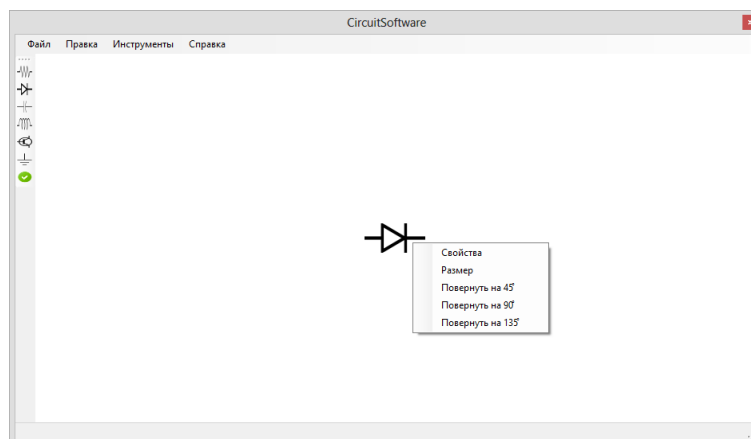 CircuitSoftware
Файл Правка Инструменты Справка
Свойства
Размер
Повернуть на 45°
Повернуть на 90°
Повернуть на 135°